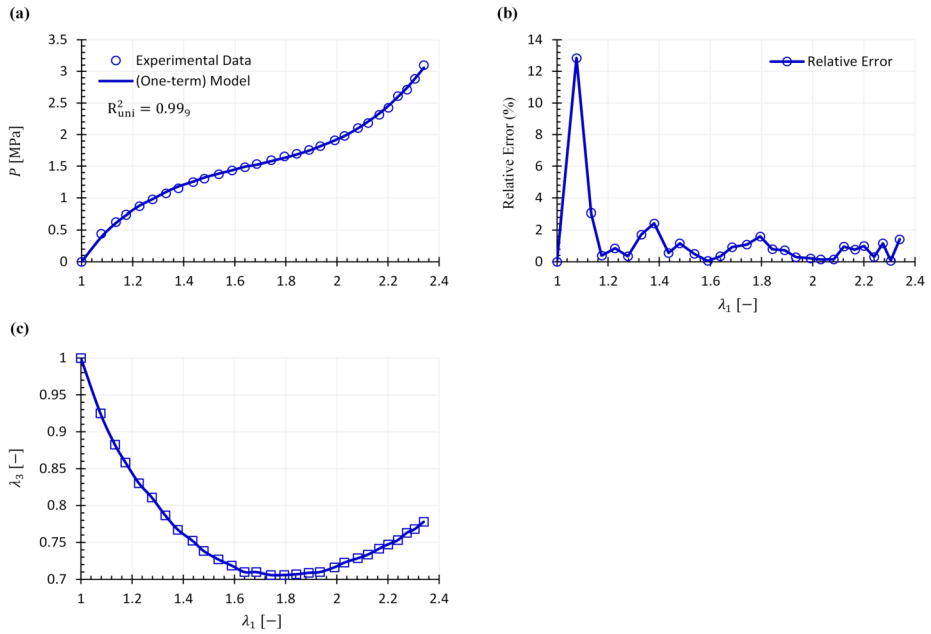 (a)
3.5
3
2.5
2
1.5
1
0.5
0
P [MPa]
Experimental Data
(One-term) Model
R²uni = 0.99₉
1 1.2 1.4 1.6 1.8 2 2.2 2.4
(b)
14
12
10
8
6
4
2
0
Relative Error (%)
Relative Error
1 1.2 1.4 1.6 1.8 2 2.2 2.4
λ₁ [−]
(c)
1
0.95
0.9
0.85
0.8
0.75
0.7
λ₃ [−]
1 1.2 1.4 1.6 1.8 2 2.2 2.4
λ₁ [−]